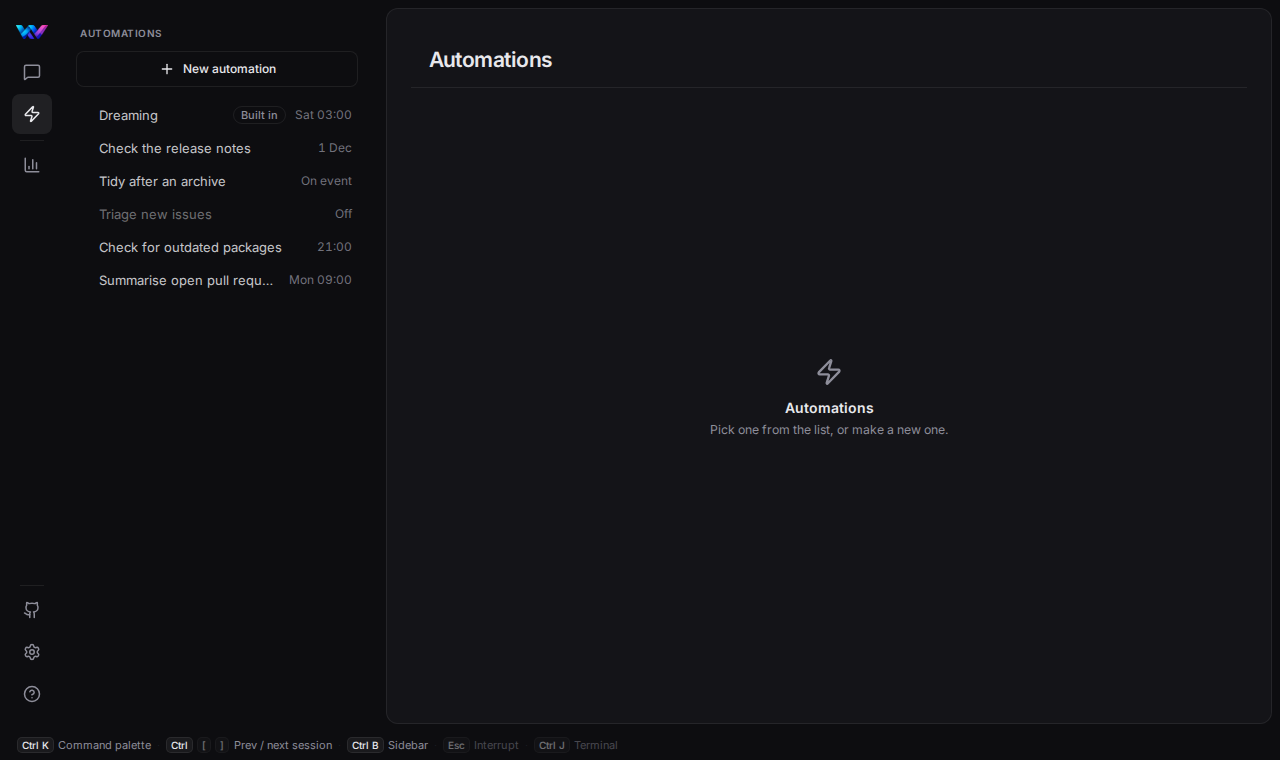 AUTOMATIONS
New automation
Dreaming Built in Sat 03:00
Check the release notes 1 Dec
Tidy after an archive On event
Triage new issues Off
Check for outdated packages 21:00
Summarise open pull requ... Mon 09:00
Automations
Automations
Pick one from the list, or make a new one.
Ctrl K Command palette Ctrl [ ] Prev / next session Ctrl B Sidebar Esc Interrupt Ctrl J Terminal